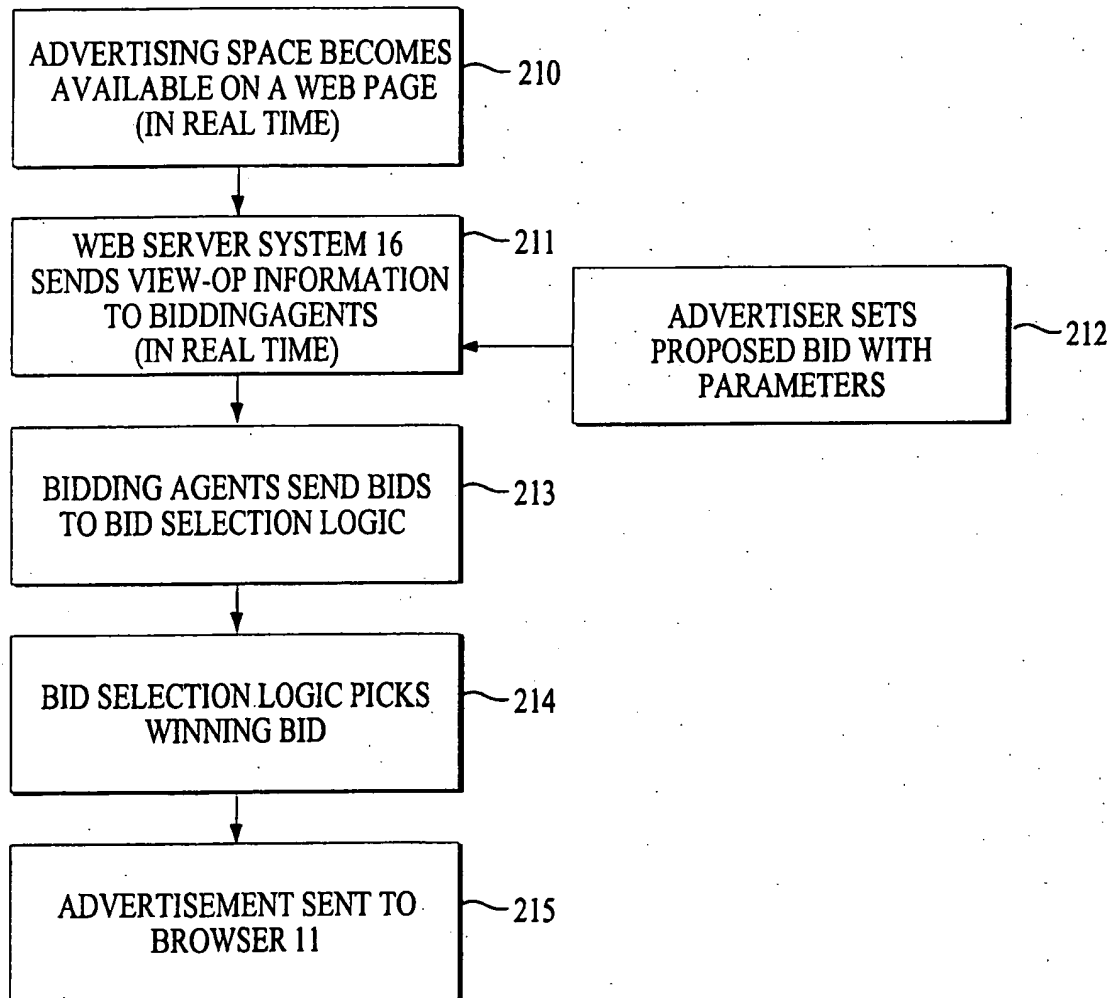 ADVERTISING SPACE BECOMES
AVAILABLE ON A WEB PAGE
(IN REAL TIME)
210
WEB SERVER SYSTEM 16
SENDS VIEW-OP INFORMATION
TO BIDDINGAGENTS
(IN REAL TIME)
211
ADVERTISER SETS
PROPOSED BID WITH
PARAMETERS
212
BIDDING AGENTS SEND BIDS
TO BID SELECTION LOGIC
213
BID SELECTION LOGIC PICKS
WINNING BID
214
ADVERTISEMENT SENT TO
BROWSER 11
215